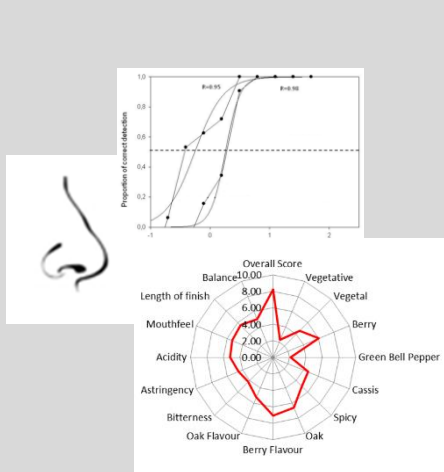 1,0
0,8
0,6
0,4
0,2
0,0
Proportion of correct detection
R=0.95
R=0.98
-1
0
1
2
Overall Score
10.00
8.00
6.00
4.00
2.00
0.00
Vegetative
Vegetal
Berry
Green Bell Pepper
Cassis
Spicy
Oak
Berry Flavour
Oak Flavour
Bitterness
Astringency
Acidity
Mouthfeel
Length of finish
Balance